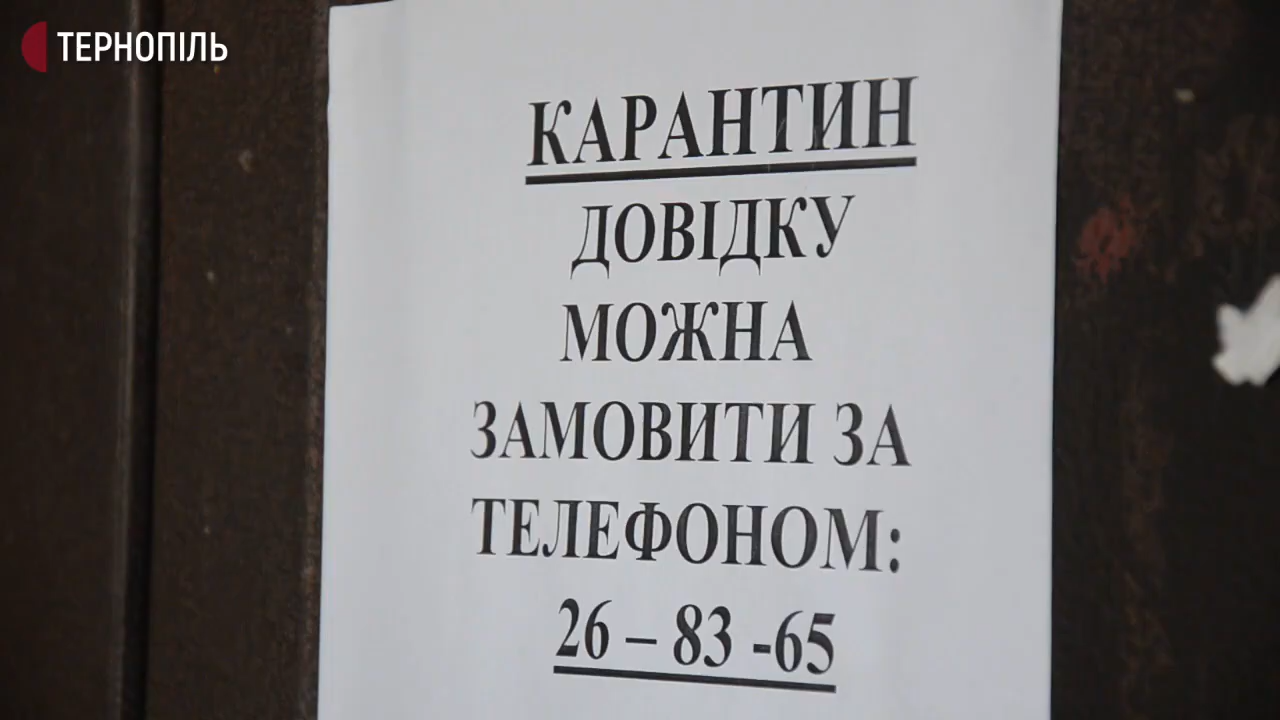 ТЕРНОПІЛЬ
КАРАНТИН
ДОВІДКУ
МОЖНА
ЗАМОВИТИ ЗА
ТЕЛЕФОНОМ:
26 – 83 -65